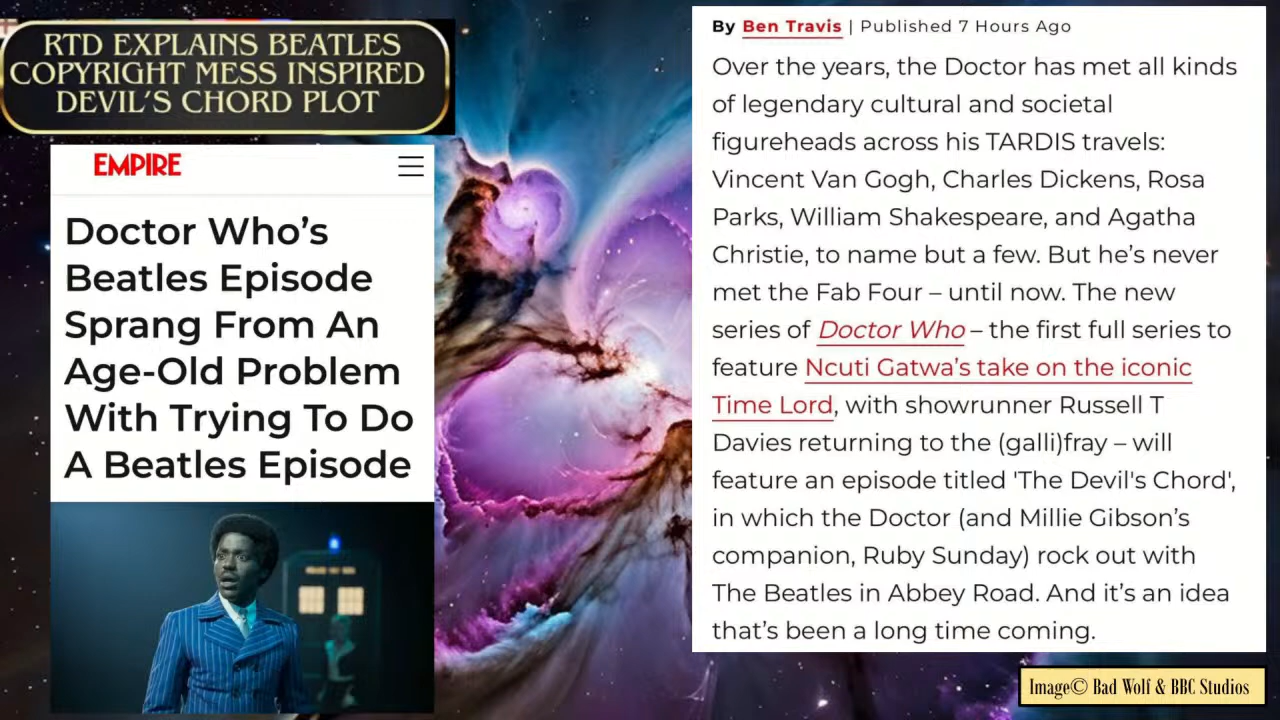 RTD EXPLAINS BEATLES
COPYRIGHT MESS INSPIRED
DEVIL'S CHORD PLOT
EMPIRE
Doctor Who's
Beatles Episode
Sprang From An
Age-Old Problem
With Trying To Do
A Beatles Episode
By Ben Travis | Published 7 Hours Ago
Over the years, the Doctor has met all kinds
of legendary cultural and societal
figureheads across his TARDIS travels:
Vincent Van Gogh, Charles Dickens, Rosa
Parks, William Shakespeare, and Agatha
Christie, to name but a few. But he's never
met the Fab Four – until now. The new
series of Doctor Who – the first full series to
feature Ncuti Gatwa's take on the iconic
Time Lord, with showrunner Russell T
Davies returning to the (galli)fray – will
feature an episode titled 'The Devil's Chord',
in which the Doctor (and Millie Gibson's
companion, Ruby Sunday) rock out with
The Beatles in Abbey Road. And it's an idea
that's been a long time coming.
Image© Bad Wolf & BBC Studios